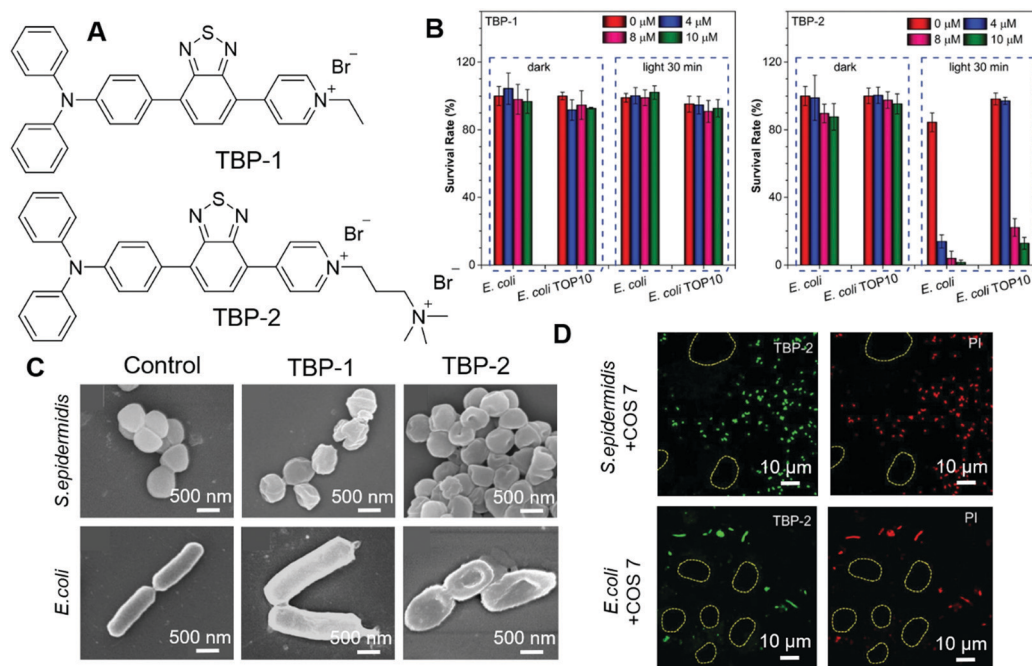 A
S
N
N
N
N
+
Br
−
TBP-1
S
N
N
N
N
+
Br
−
N
+
Br
−
TBP-2
B
TBP-1
0 μM
4 μM
8 μM
10 μM
dark
light 30 min
Survival Rate (%)
120
80
40
0
E. coli
E. coli TOP10
E. coli
E. coli TOP10
TBP-2
0 μM
4 μM
8 μM
10 μM
dark
light 30 min
Survival Rate (%)
120
80
40
0
E. coli
E. coli TOP10
E. coli
E. coli TOP10
C
Control
TBP-1
TBP-2
S.epidermidis
500 nm
500 nm
500 nm
E.coli
500 nm
500 nm
500 nm
D
S.epidermidis
+COS 7
TBP-2
10 μm
PI
10 μm
E.coli
+COS 7
TBP-2
10 μm
PI
10 μm